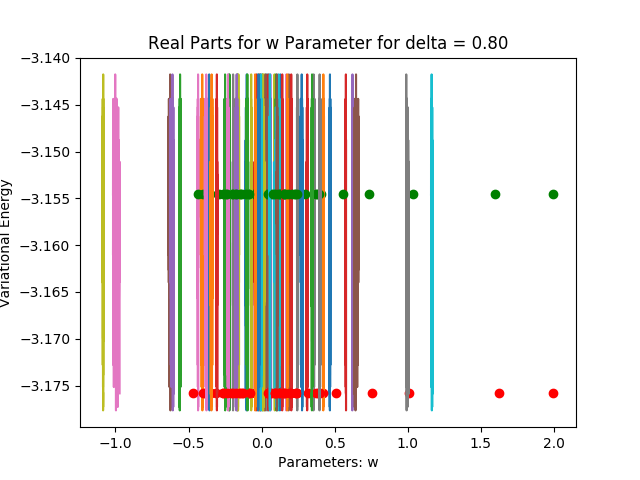 Real Parts for w Parameter for delta = 0.80
−3.140
−3.145
−3.150
−3.155
−3.160
−3.165
−3.170
−3.175
Variational Energy
−1.0 −0.5 0.0 0.5 1.0 1.5 2.0
Parameters: w